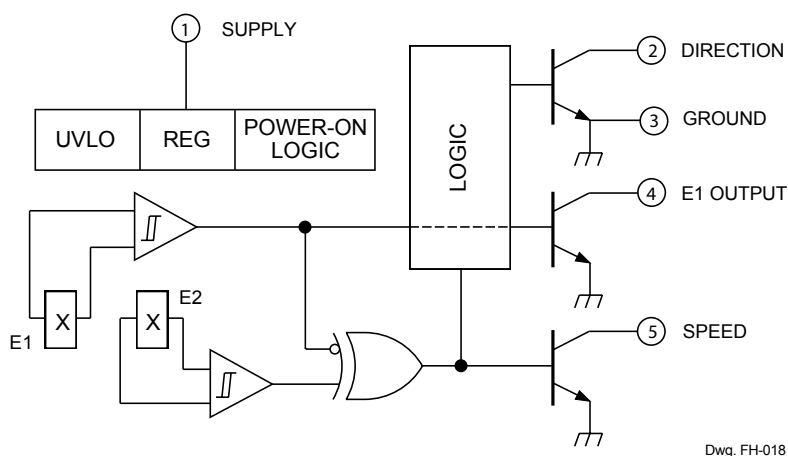 1 SUPPLY
2 DIRECTION
UVLO REG POWER-ON
LOGIC
LOGIC
3 GROUND
4 E1 OUTPUT
E1 X
X E2
5 SPEED
Dwg. FH-018